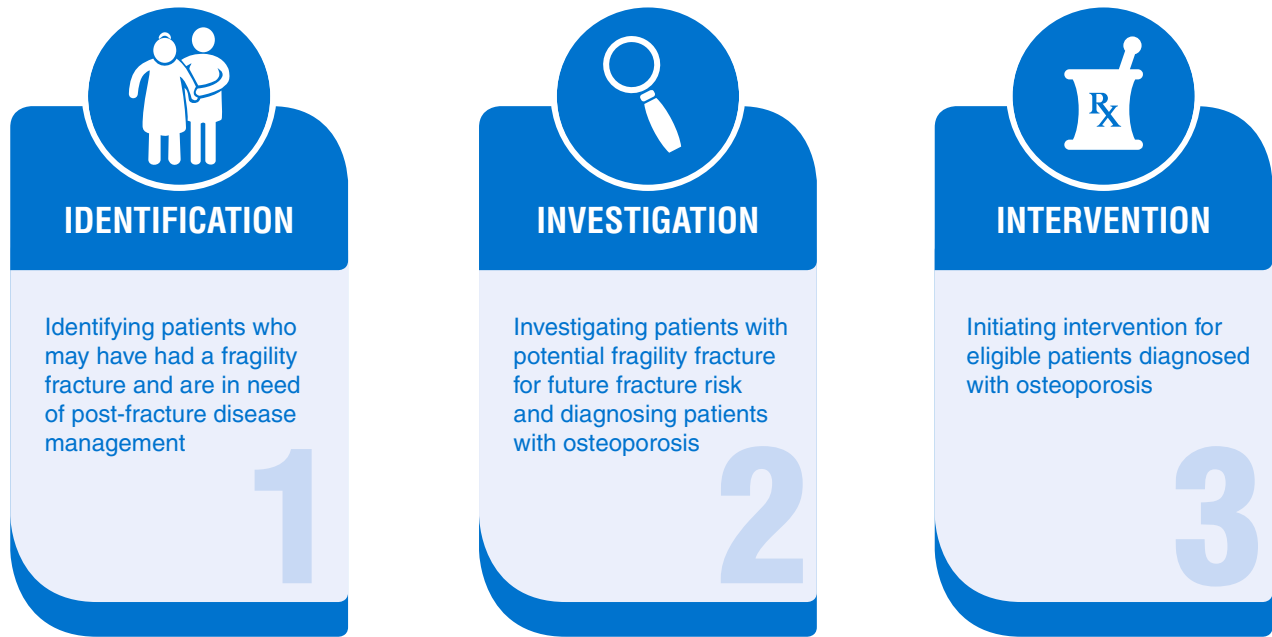 IDENTIFICATION
Identifying patients who
may have had a fragility
fracture and are in need
of post-fracture disease
management
1
INVESTIGATION
Investigating patients with
potential fragility fracture
for future fracture risk
and diagnosing patients
with osteoporosis
2
RX
INTERVENTION
Initiating intervention for
eligible patients diagnosed
with osteoporosis
3